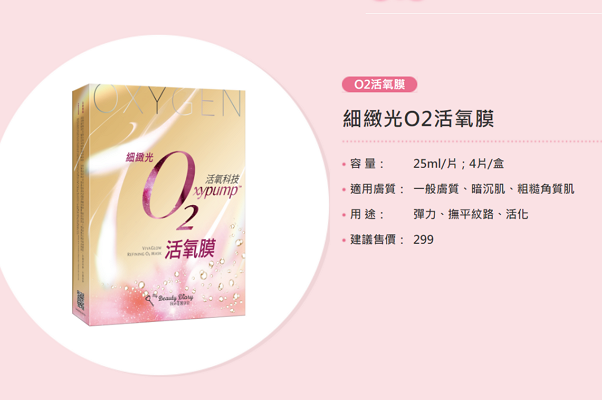 O2活氧膜
細緻光O2活氧膜
容 量： 25ml/片；4片/盒
適用膚質： 一般膚質、暗沉肌、粗糙角質肌
用 途： 彈力、撫平紋路、活化
建議售價： 299
OXYGEN
細緻光
O2
活氧科技
xypump™
活氧膜
My Beauty Diary